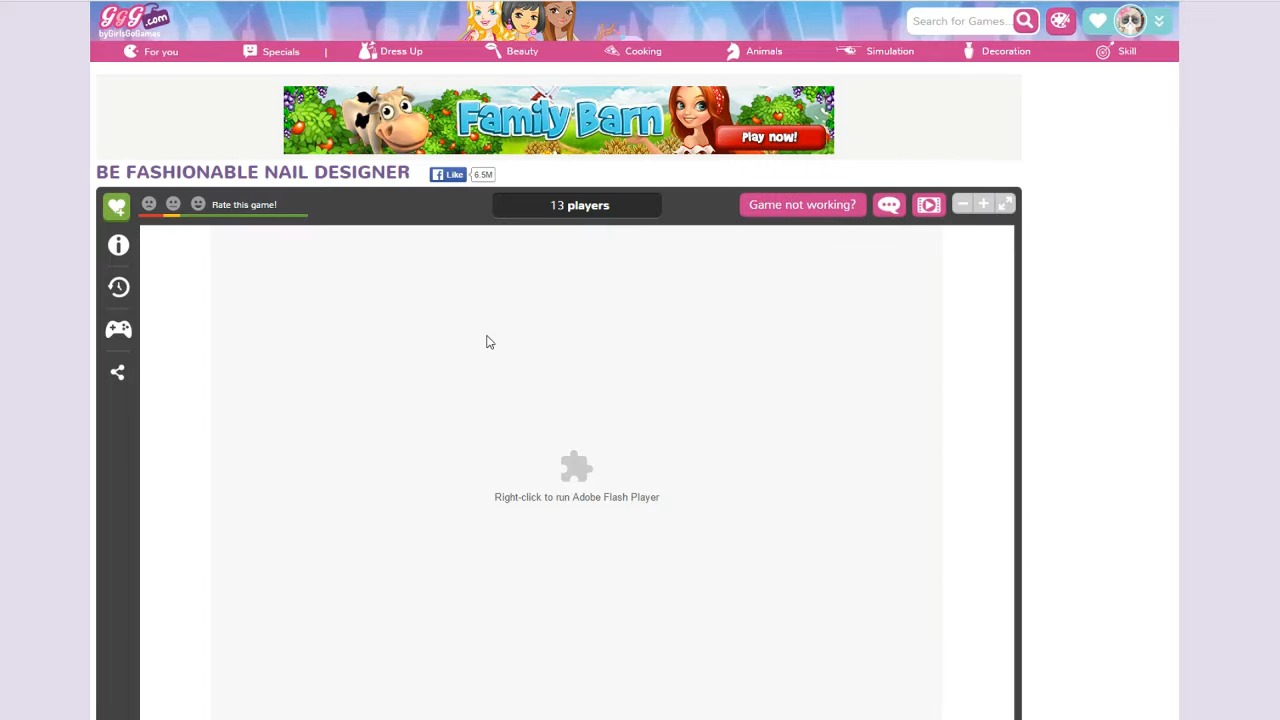 GGG.com
byGirlsGoGames
Search for Games...
For you
Specials
|
Dress Up
Beauty
Cooking
Animals
Simulation
Decoration
Skill
Family Barn
Play now!
BE FASHIONABLE NAIL DESIGNER
Like
6.5M
Rate this game!
13 players
Game not working?
Right-click to run Adobe Flash Player